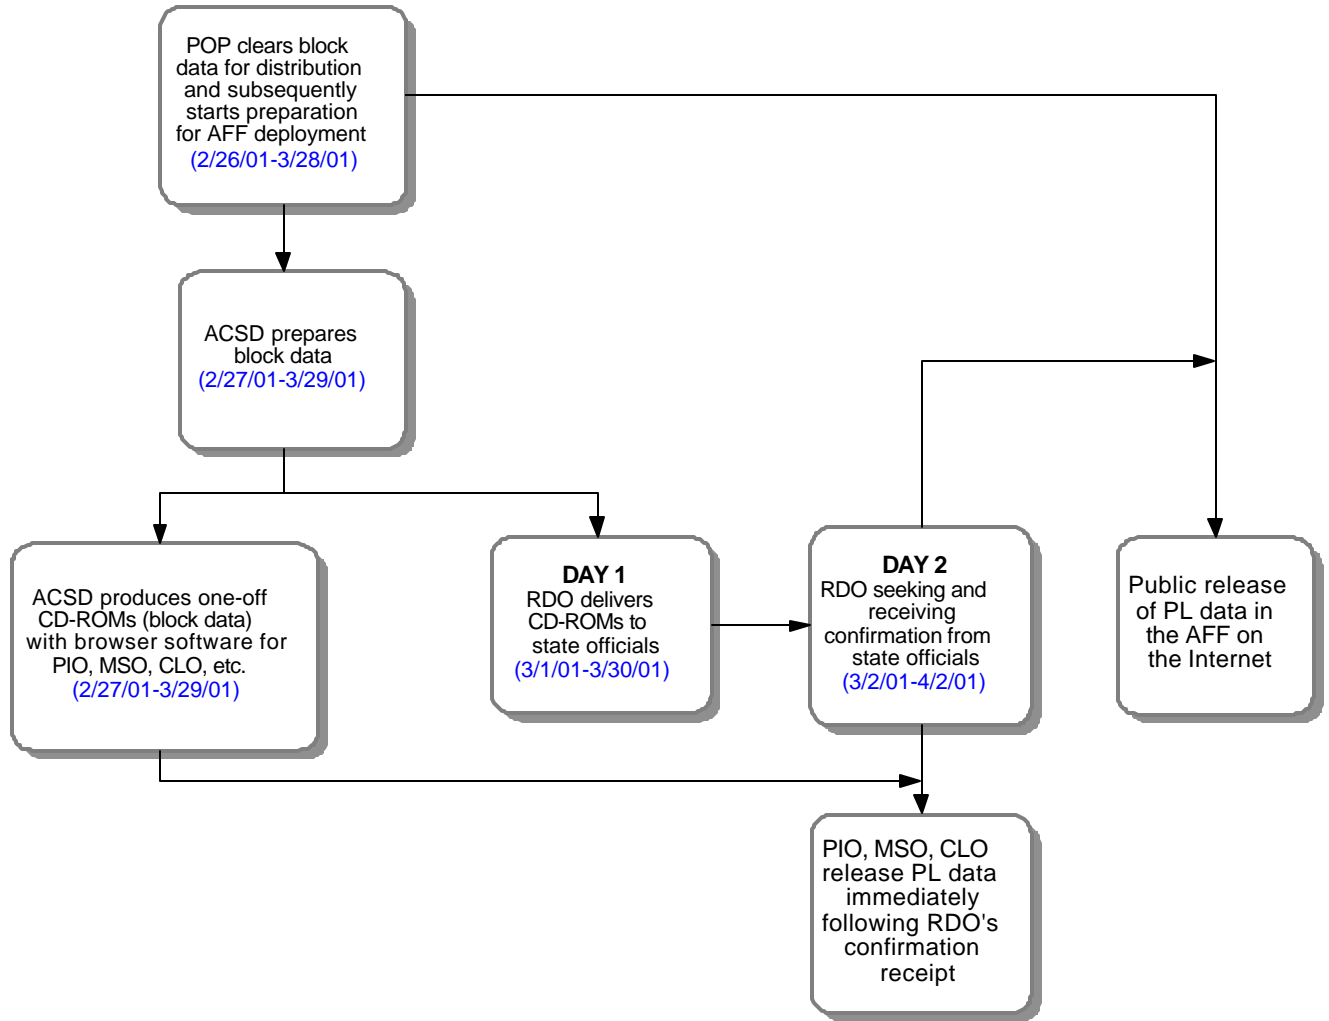 POP clears block
data for distribution
and subsequently
starts preparation
for AFF deployment
(2/26/01-3/28/01)
ACSD prepares
block data
(2/27/01-3/29/01)
ACSD produces one-off
CD-ROMs (block data)
with browser software for
PIO, MSO, CLO, etc.
(2/27/01-3/29/01)
DAY 1
RDO delivers
CD-ROMs to
state officials
(3/1/01-3/30/01)
DAY 2
RDO seeking and
receiving
confirmation from
state officials
(3/2/01-4/2/01)
Public release
of PL data in
the AFF on
the Internet
PIO, MSO, CLO
release PL data
immediately
following RDO's
confirmation
receipt